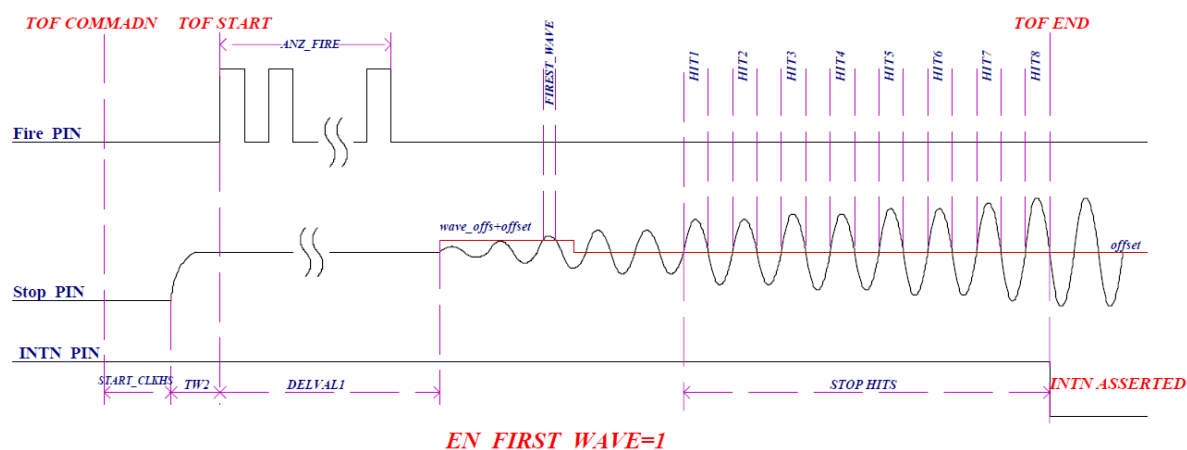 TOF COMMADN
TOF START
TOF END
ANZ_FIRE
FIREST_WAVE
HIT1
HIT2
HIT3
HIT4
HIT5
HIT6
HIT7
HIT8
Fire PIN
wave_offs+offset
offset
Stop PIN
INTN PIN
START_CLKHS
TW2
DELVAL1
STOP HITS
INTN ASSERTED
EN FIRST WAVE=1